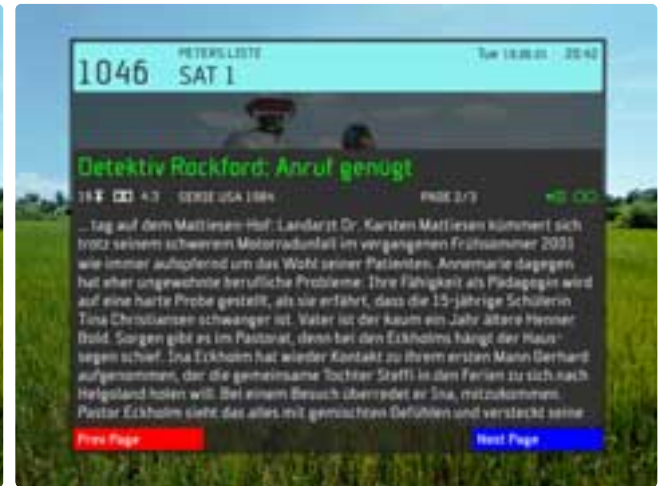 PETERS LISTE
1046 SAT 1
Tue 20:42
Detektiv Rockford: Anruf genügt
16 4:3 SERIE USA 1984 PAGE 2/3
... tag auf dem Mattiesen-Hof: Landarzt Dr. Karsten Mattiesen kümmert sich
trotz seinem schwerem Motorradunfall im vergangenen Frühsommer 2001
wie immer aufopfernd um das Wohl seiner Patienten. Annemarie dagegen
hat eher ungewohnte berufliche Probleme: Ihre Fähigkeit als Pädagogin wird
auf eine harte Probe gestellt, als sie erfährt, dass die 15-jährige Schülerin
Tina Christiansen schwanger ist. Vater ist der kaum ein Jahr ältere Henner
Bold. Sorgen gibt es im Pastorat, denn bei den Eckholms hängt der Haus-
segen schief. Ina Eckholm hat wieder Kontakt zu ihrem ersten Mann Gerhard
aufgenommen, der die gemeinsame Tochter Steffi in den Ferien zu sich nach
Helgoland holen will. Bei einem Besuch überredet er Ina, mitzukommen.
Pastor Eckholm sieht das alles mit gemischten Gefühlen und versteckt seine
Prev Page Next Page